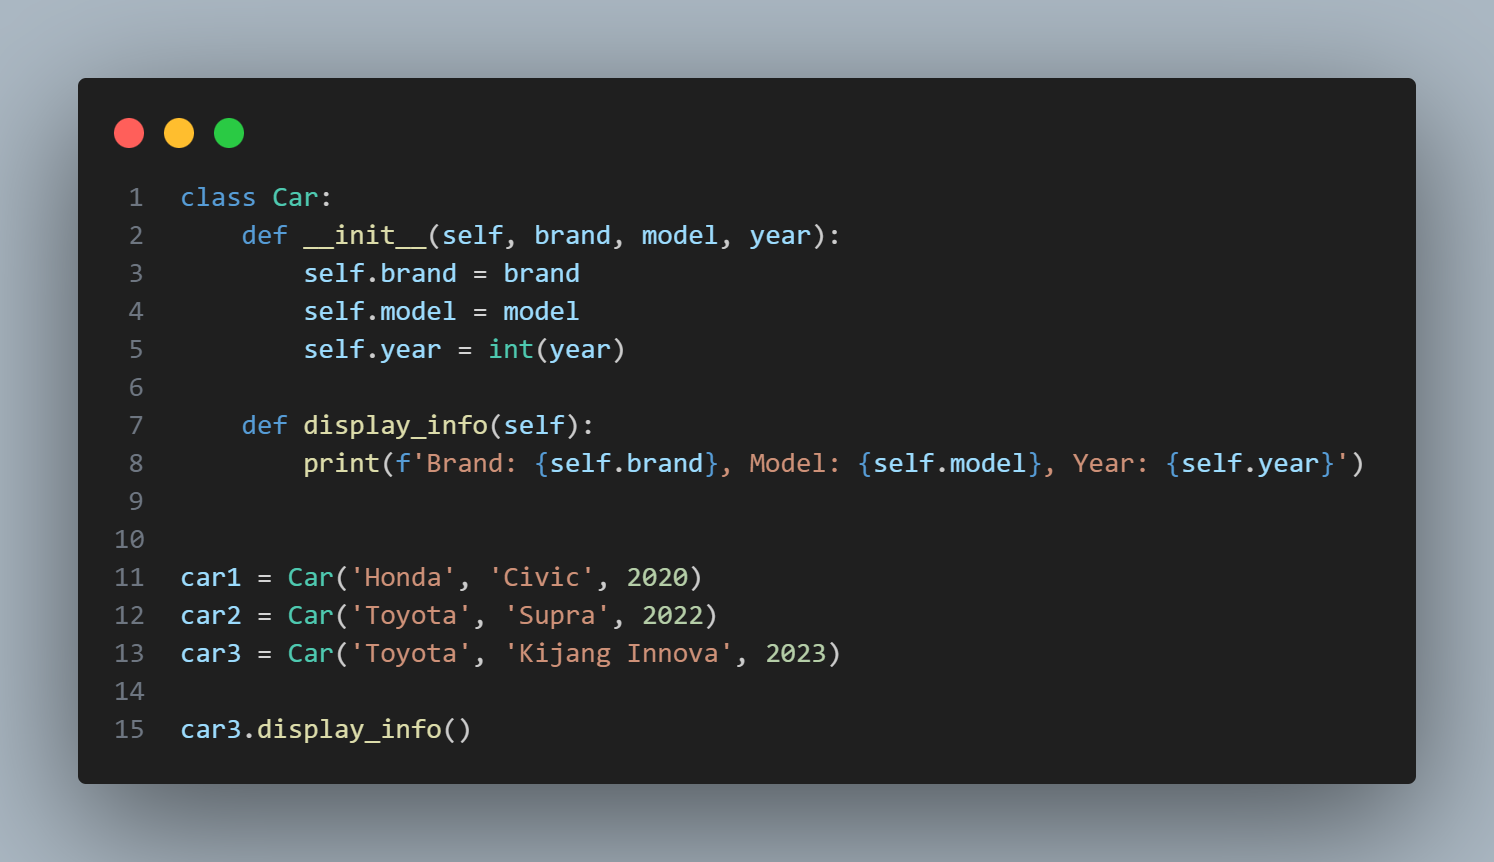 1 class Car:
2     def __init__(self, brand, model, year):
3         self.brand = brand
4         self.model = model
5         self.year = int(year)
6
7     def display_info(self):
8         print(f'Brand: {self.brand}, Model: {self.model}, Year: {self.year}')
9
10
11 car1 = Car('Honda', 'Civic', 2020)
12 car2 = Car('Toyota', 'Supra', 2022)
13 car3 = Car('Toyota', 'Kijang Innova', 2023)
14
15 car3.display_info()